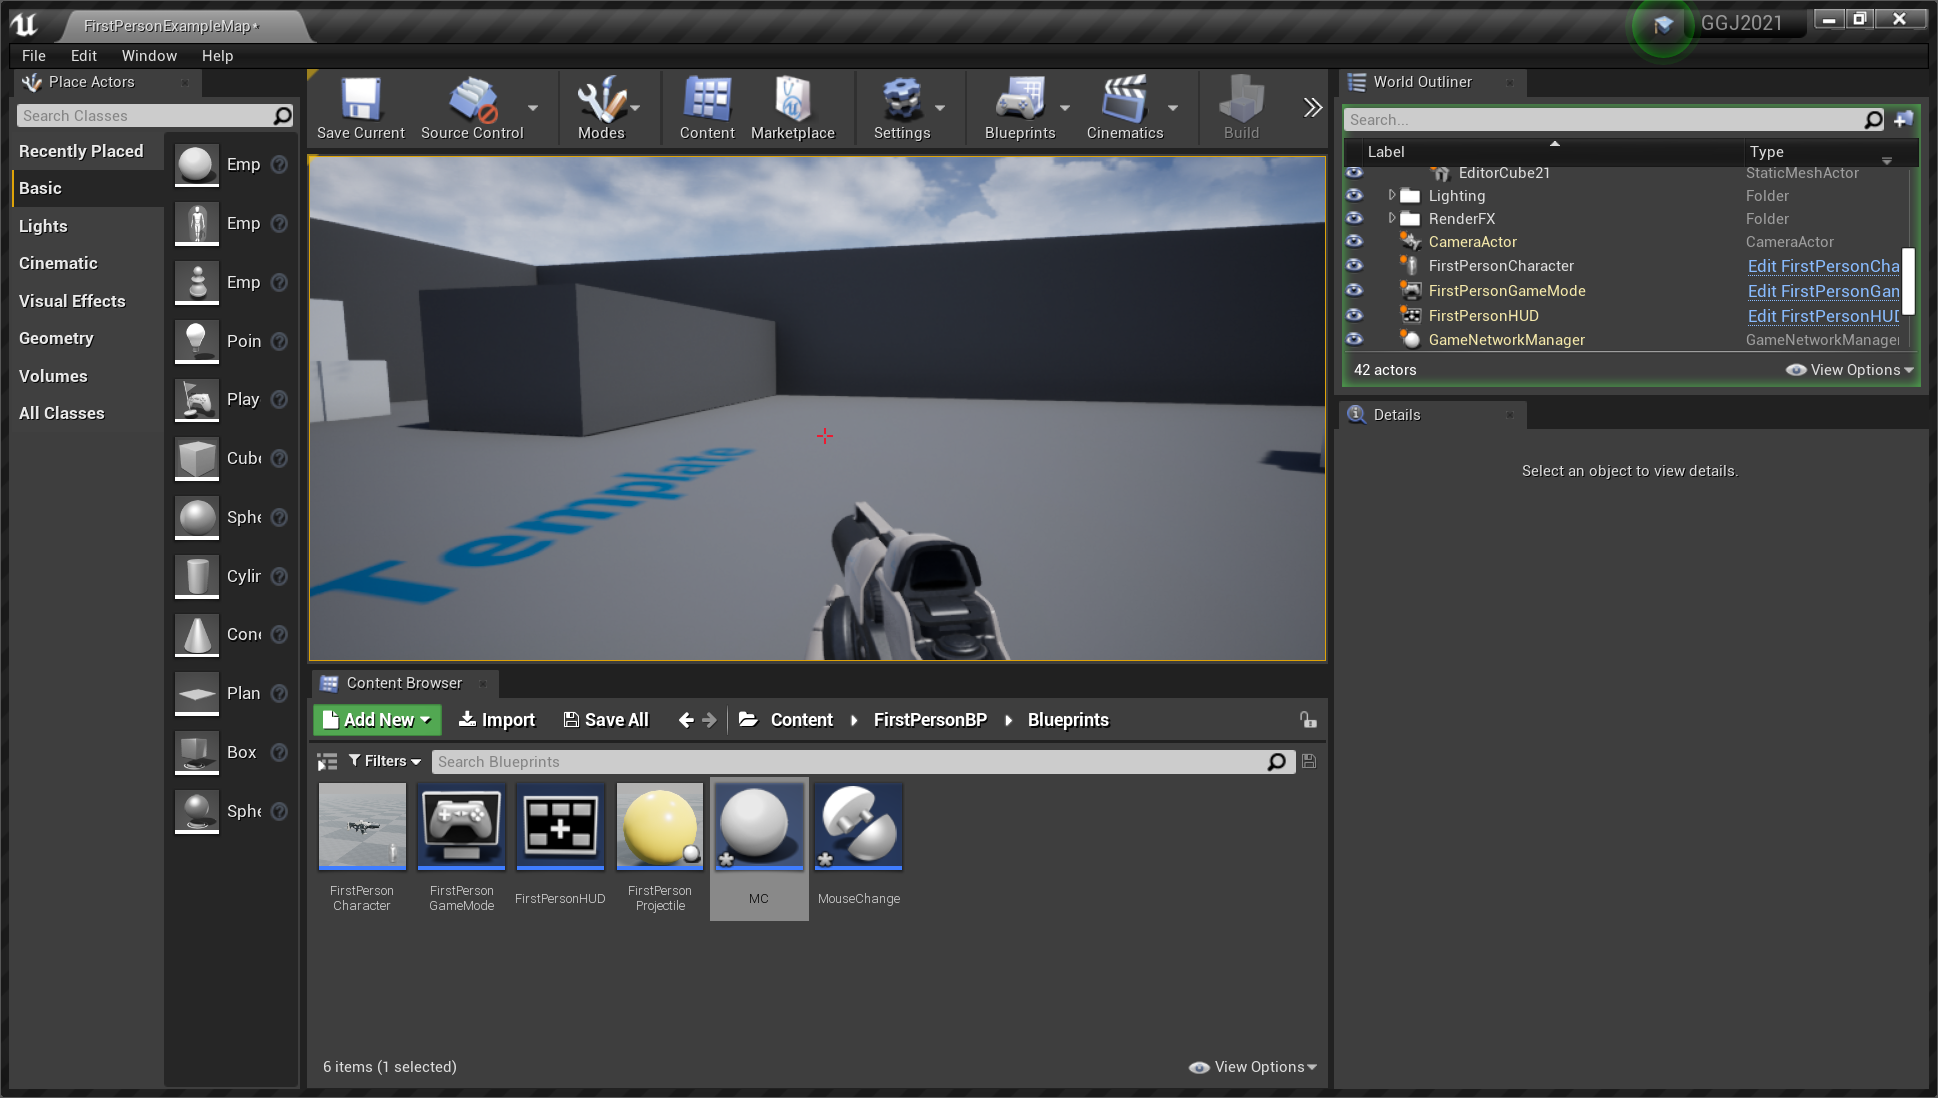 FirstPersonExampleMap*
GGJ2021
File Edit Window Help
Place Actors
Search Classes
Recently Placed
Basic
Lights
Cinematic
Visual Effects
Geometry
Volumes
All Classes
Emp
Emp
Emp
Poin
Play
Cube
Sphe
Cylin
Cone
Plan
Box
Sphe
Save Current
Source Control
Modes
Content
Marketplace
Settings
Blueprints
Cinematics
Build
Template
World Outliner
Search...
Label Type
EditorCube21 StaticMeshActor
Lighting Folder
RenderFX Folder
CameraActor CameraActor
FirstPersonCharacter Edit FirstPersonCha
FirstPersonGameMode Edit FirstPersonGam
FirstPersonHUD Edit FirstPersonHUD
GameNetworkManager GameNetworkManager
42 actors View Options
Details
Select an object to view details.
Content Browser
Add New Import Save All Content FirstPersonBP Blueprints
Filters Search Blueprints
FirstPerson
Character
FirstPerson
GameMode
FirstPersonHUD
FirstPerson
Projectile
MC
MouseChange
6 items (1 selected) View Options